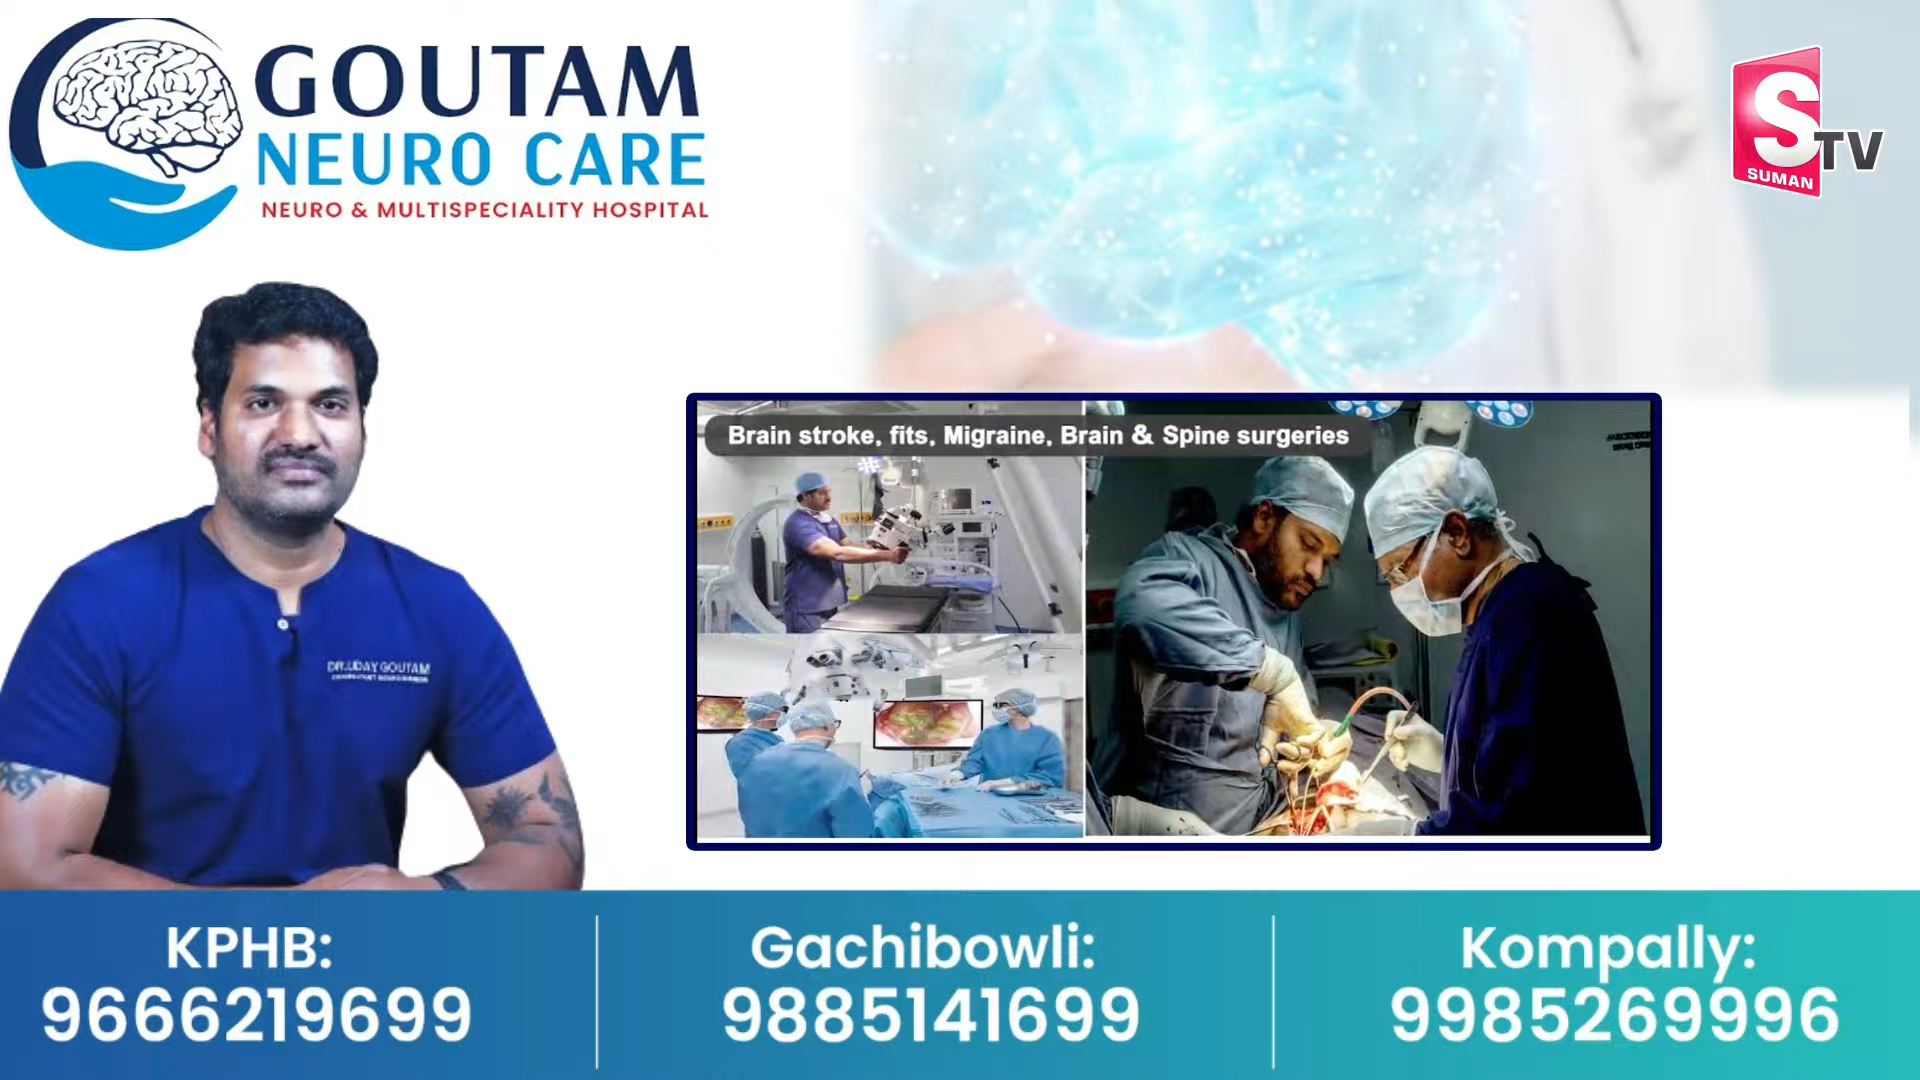 GOUTAM
NEURO CARE
NEURO & MULTISPECIALITY HOSPITAL
S
TV
SUMAN
Brain stroke, fits, Migraine, Brain & Spine surgeries
DR.UDAY GOUTAM
KPHB:
9666219699
Gachibowli:
9885141699
Kompally:
9985269996